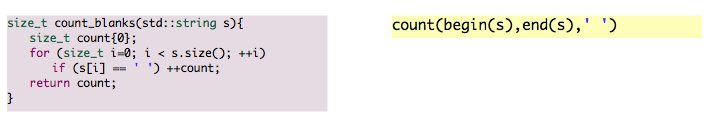 size_t count_blanks(std::string s){
   size_t count{0};
   for (size_t i=0; i < s.size(); ++i)
      if (s[i] == ' ') ++count;
   return count;
}
count(begin(s),end(s),' ')